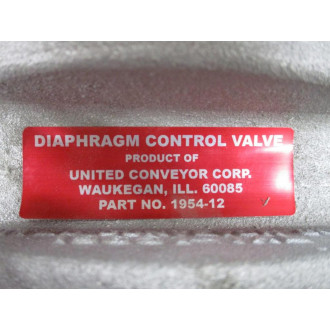 DIAPHRAGM CONTROL VALVE
PRODUCT OF
UNITED CONVEYOR CORP.
WAUKEGAN, ILL. 60085
PART NO. 1954-12